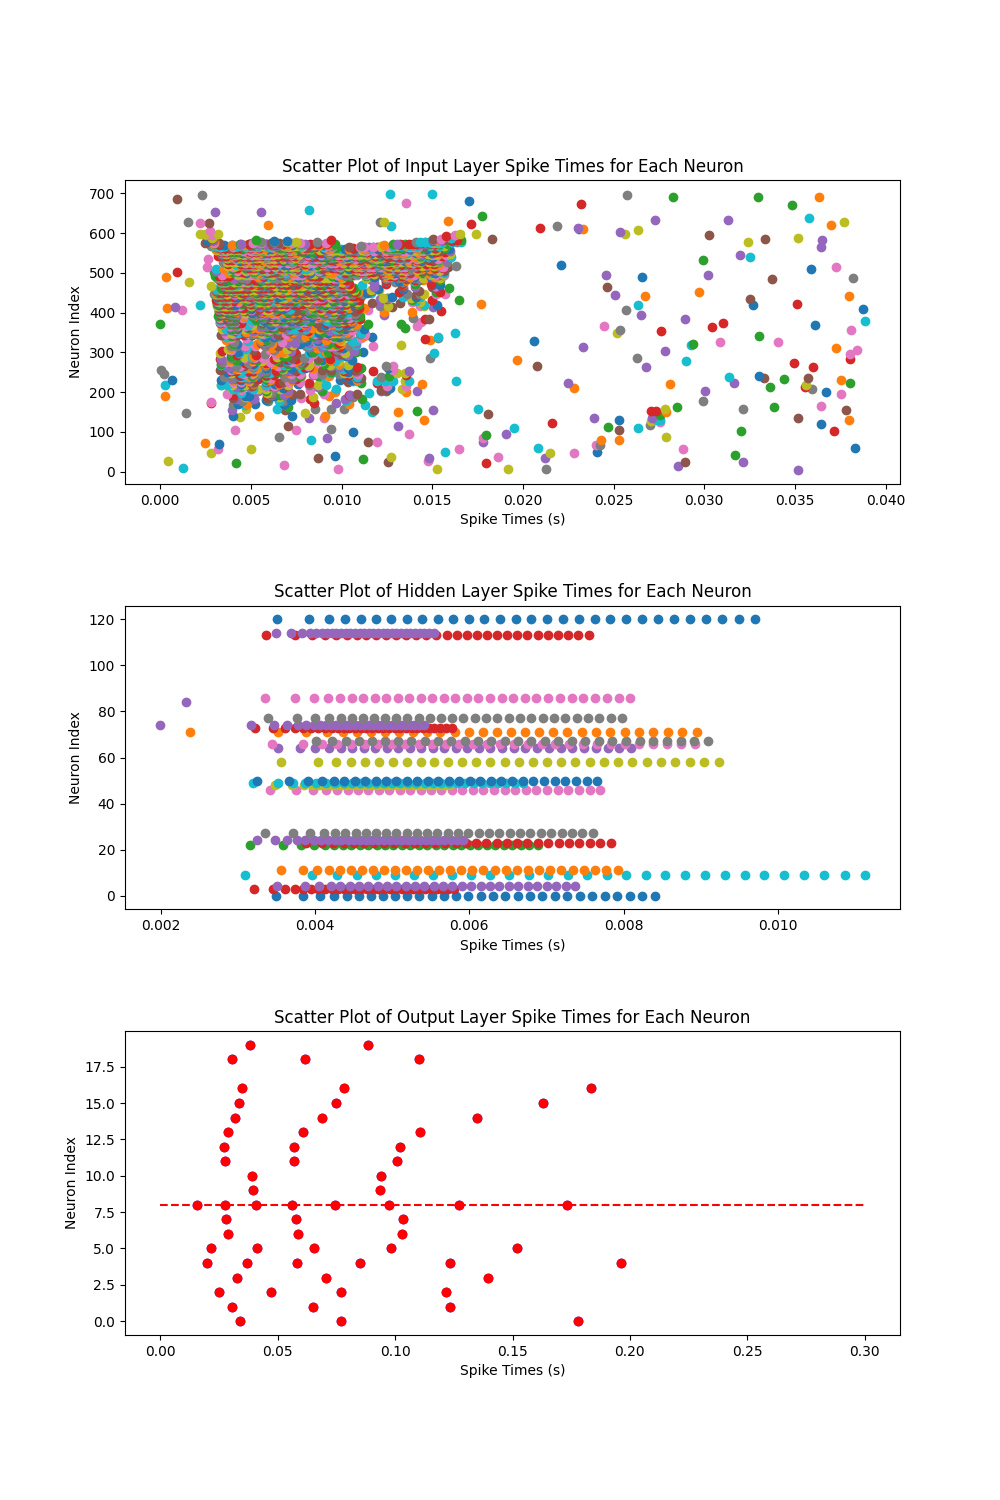 Scatter Plot of Input Layer Spike Times for Each Neuron
700
600
500
400
300
200
100
0
Neuron Index
0.000 0.005 0.010 0.015 0.020 0.025 0.030 0.035 0.040
Spike Times (s)
Scatter Plot of Hidden Layer Spike Times for Each Neuron
120
100
80
60
40
20
0
Neuron Index
0.002 0.004 0.006 0.008 0.010
Spike Times (s)
Scatter Plot of Output Layer Spike Times for Each Neuron
17.5
15.0
12.5
10.0
7.5
5.0
2.5
0.0
Neuron Index
0.00 0.05 0.10 0.15 0.20 0.25 0.30
Spike Times (s)